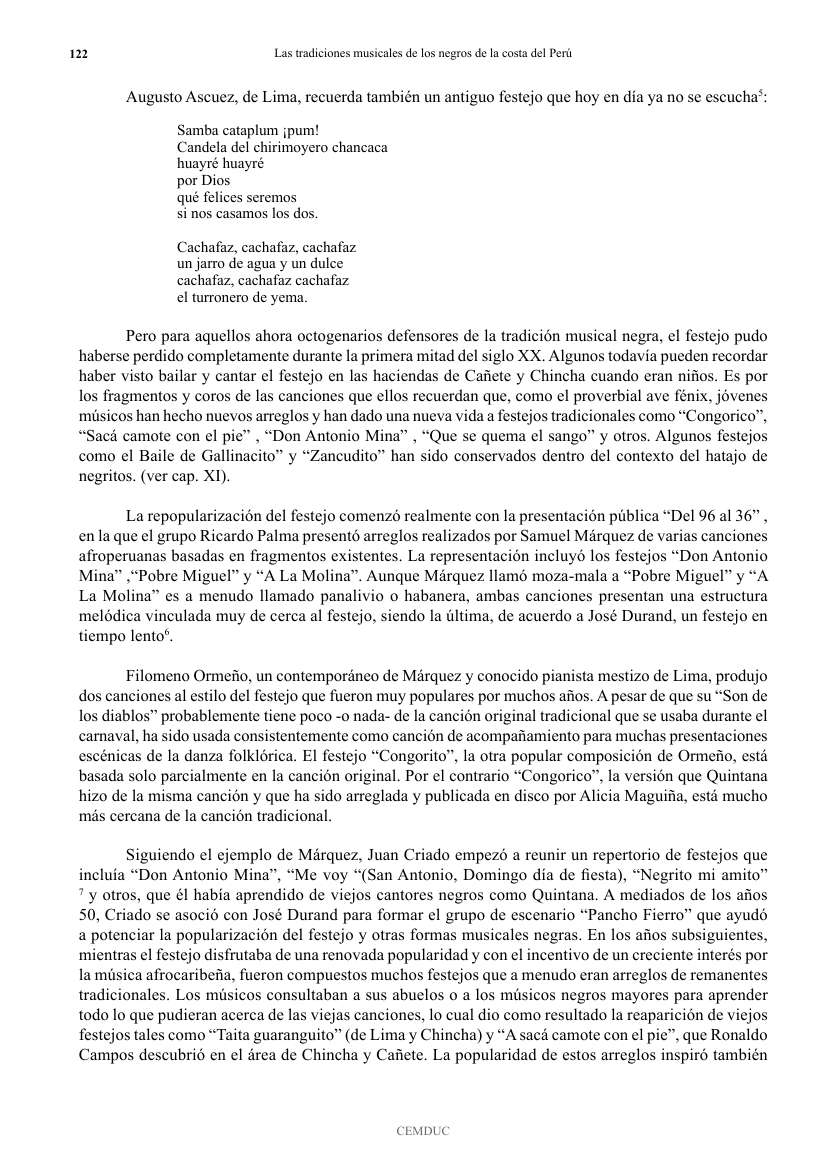 122
Las tradiciones musicales de los negros de la costa del Perú
Augusto Ascuez, de Lima, recuerda también un antiguo festejo que hoy en día ya no se escucha5:
Samba cataplum ¡pum!
Candela del chirimoyero chancaca
huayré huayré
por Dios
qué felices seremos
si nos casamos los dos.
Cachafaz, cachafaz, cachafaz
un jarro de agua y un dulce
cachafaz, cachafaz cachafaz
el turronero de yema.
Pero para aquellos ahora octogenarios defensores de la tradición musical negra, el festejo pudo
haberse perdido completamente durante la primera mitad del siglo XX. Algunos todavía pueden recordar
haber visto bailar y cantar el festejo en las haciendas de Cañete y Chincha cuando eran niños. Es por
los fragmentos y coros de las canciones que ellos recuerdan que, como el proverbial ave fénix, jóvenes
músicos han hecho nuevos arreglos y han dado una nueva vida a festejos tradicionales como “Congorico”,
“Sacá camote con el pie” , “Don Antonio Mina” , “Que se quema el sango” y otros. Algunos festejos
como el Baile de Gallinacito” y “Zancudito” han sido conservados dentro del contexto del hatajo de
negritos. (ver cap. XI).
La repopularización del festejo comenzó realmente con la presentación pública “Del 96 al 36” ,
en la que el grupo Ricardo Palma presentó arreglos realizados por Samuel Márquez de varias canciones
afroperuanas basadas en fragmentos existentes. La representación incluyó los festejos “Don Antonio
Mina” ,“Pobre Miguel” y “A La Molina”. Aunque Márquez llamó moza-mala a “Pobre Miguel” y “A
La Molina” es a menudo llamado panalivio o habanera, ambas canciones presentan una estructura
melódica vinculada muy de cerca al festejo, siendo la última, de acuerdo a José Durand, un festejo en
tiempo lento6.
Filomeno Ormeño, un contemporáneo de Márquez y conocido pianista mestizo de Lima, produjo
dos canciones al estilo del festejo que fueron muy populares por muchos años. A pesar de que su “Son de
los diablos” probablemente tiene poco -o nada- de la canción original tradicional que se usaba durante el
carnaval, ha sido usada consistentemente como canción de acompañamiento para muchas presentaciones
escénicas de la danza folklórica. El festejo “Congorito”, la otra popular composición de Ormeño, está
basada solo parcialmente en la canción original. Por el contrario “Congorico”, la versión que Quintana
hizo de la misma canción y que ha sido arreglada y publicada en disco por Alicia Maguiña, está mucho
más cercana de la canción tradicional.
Siguiendo el ejemplo de Márquez, Juan Criado empezó a reunir un repertorio de festejos que
incluía “Don Antonio Mina”, “Me voy “(San Antonio, Domingo día de fiesta), “Negrito mi amito”
7 y otros, que él había aprendido de viejos cantores negros como Quintana. A mediados de los años
50, Criado se asoció con José Durand para formar el grupo de escenario “Pancho Fierro” que ayudó
a potenciar la popularización del festejo y otras formas musicales negras. En los años subsiguientes,
mientras el festejo disfrutaba de una renovada popularidad y con el incentivo de un creciente interés por
la música afrocaribeña, fueron compuestos muchos festejos que a menudo eran arreglos de remanentes
tradicionales. Los músicos consultaban a sus abuelos o a los músicos negros mayores para aprender
todo lo que pudieran acerca de las viejas canciones, lo cual dio como resultado la reaparición de viejos
festejos tales como “Taita guaranguito” (de Lima y Chincha) y “A sacá camote con el pie”, que Ronaldo
Campos descubrió en el área de Chincha y Cañete. La popularidad de estos arreglos inspiró también
CEMDUC